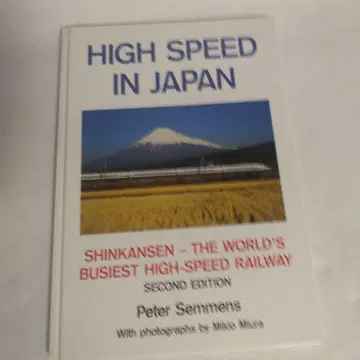 HIGH SPEED
IN JAPAN
SHINKANSEN – THE WORLD'S
BUSIEST HIGH-SPEED RAILWAY
SECOND EDITION
Peter Semmens
With photographs by Mikio Miura